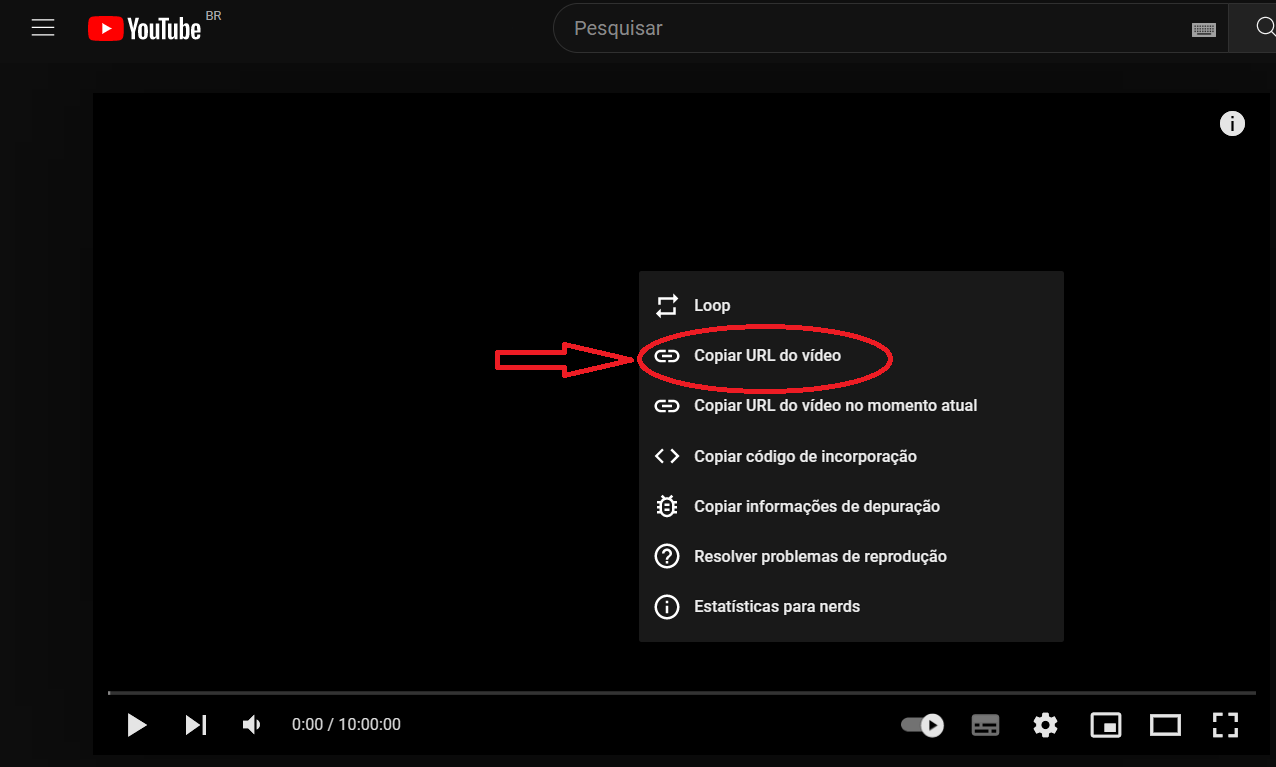 YouTube BR
Pesquisar
i
Loop
Copiar URL do vídeo
Copiar URL do vídeo no momento atual
Copiar código de incorporação
Copiar informações de depuração
Resolver problemas de reprodução
Estatísticas para nerds
0:00 / 10:00:00